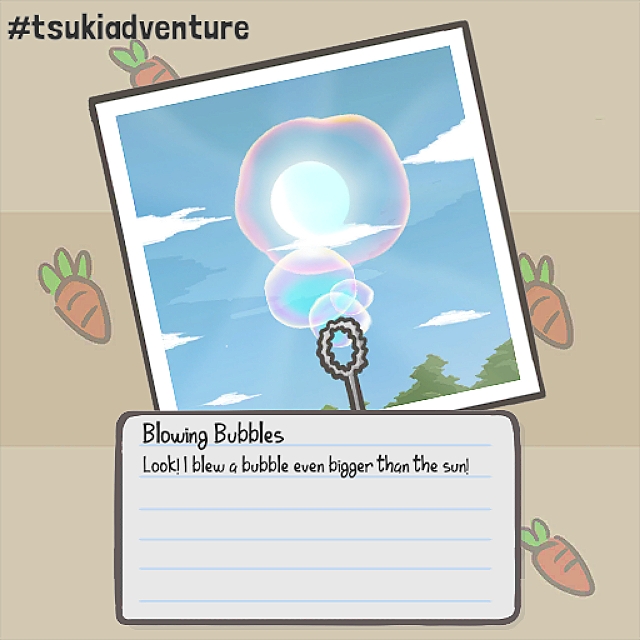 #tsukiadventure
Blowing Bubbles
Look! I blew a bubble even bigger than the sun!